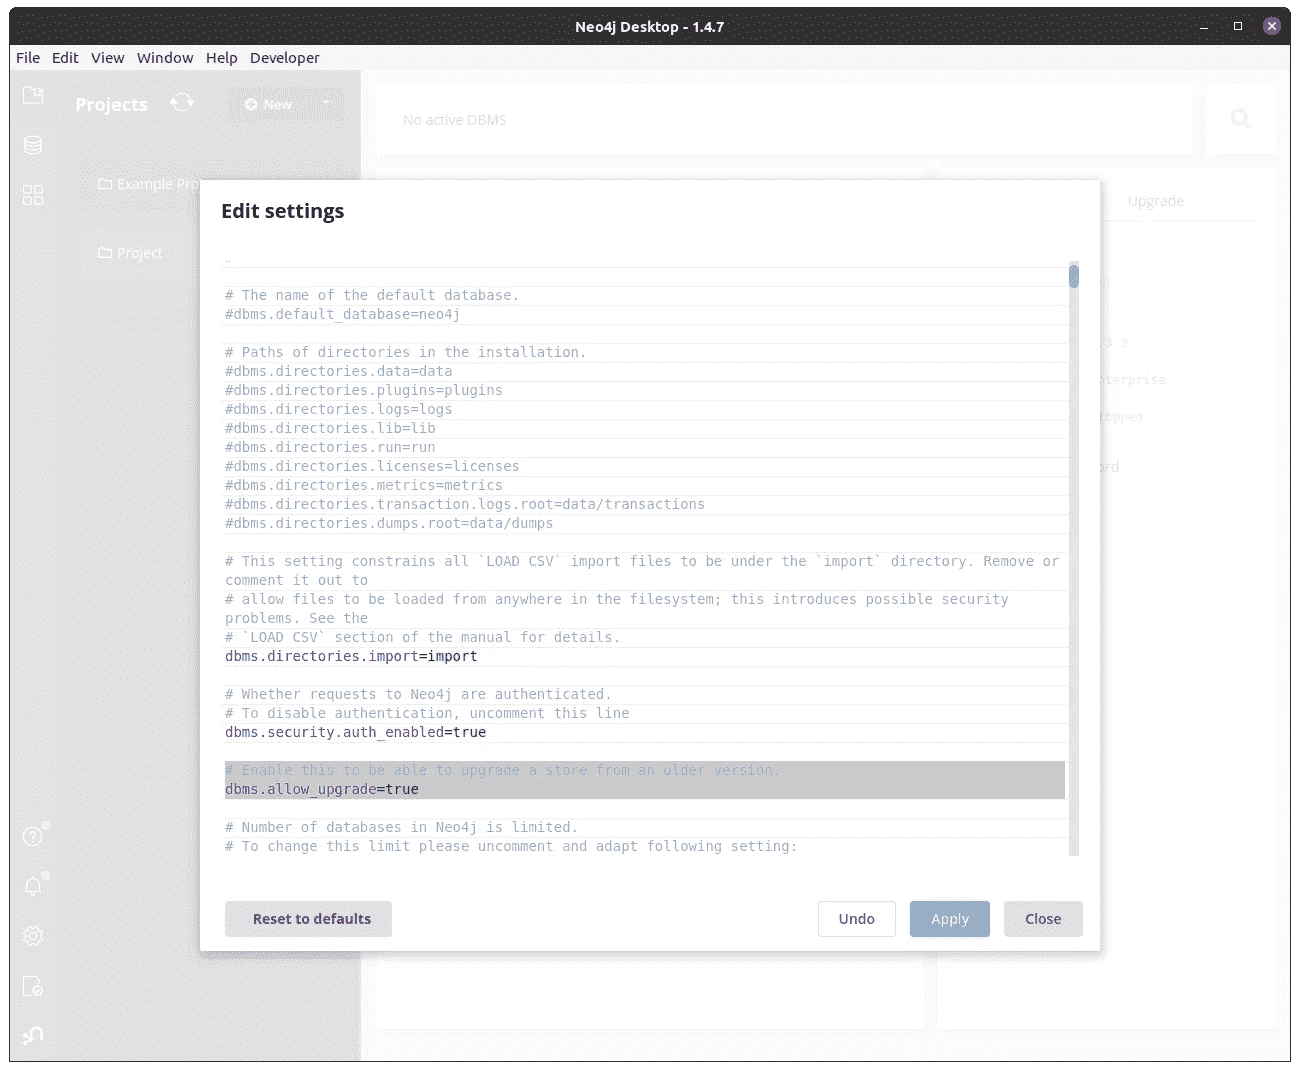 Neo4j Desktop - 1.4.7
File Edit View Window Help Developer
Projects
New
No active DBMS
Example Pro
Project
Upgrade
Edit settings
# The name of the default database.
#dbms.default_database=neo4j
# Paths of directories in the installation.
#dbms.directories.data=data
#dbms.directories.plugins=plugins
#dbms.directories.logs=logs
#dbms.directories.lib=lib
#dbms.directories.run=run
#dbms.directories.licenses=licenses
#dbms.directories.metrics=metrics
#dbms.directories.transaction.logs.root=data/transactions
#dbms.directories.dumps.root=data/dumps
# This setting constrains all `LOAD CSV` import files to be under the `import` directory. Remove or
comment it out to
# allow files to be loaded from anywhere in the filesystem; this introduces possible security
problems. See the
# `LOAD CSV` section of the manual for details.
dbms.directories.import=import
# Whether requests to Neo4j are authenticated.
# To disable authentication, uncomment this line
dbms.security.auth_enabled=true
# Enable this to be able to upgrade a store from an older version.
dbms.allow_upgrade=true
# Number of databases in Neo4j is limited.
# To change this limit please uncomment and adapt following setting:
.3.3
nterprise
topped
ord
Reset to defaults
Undo
Apply
Close